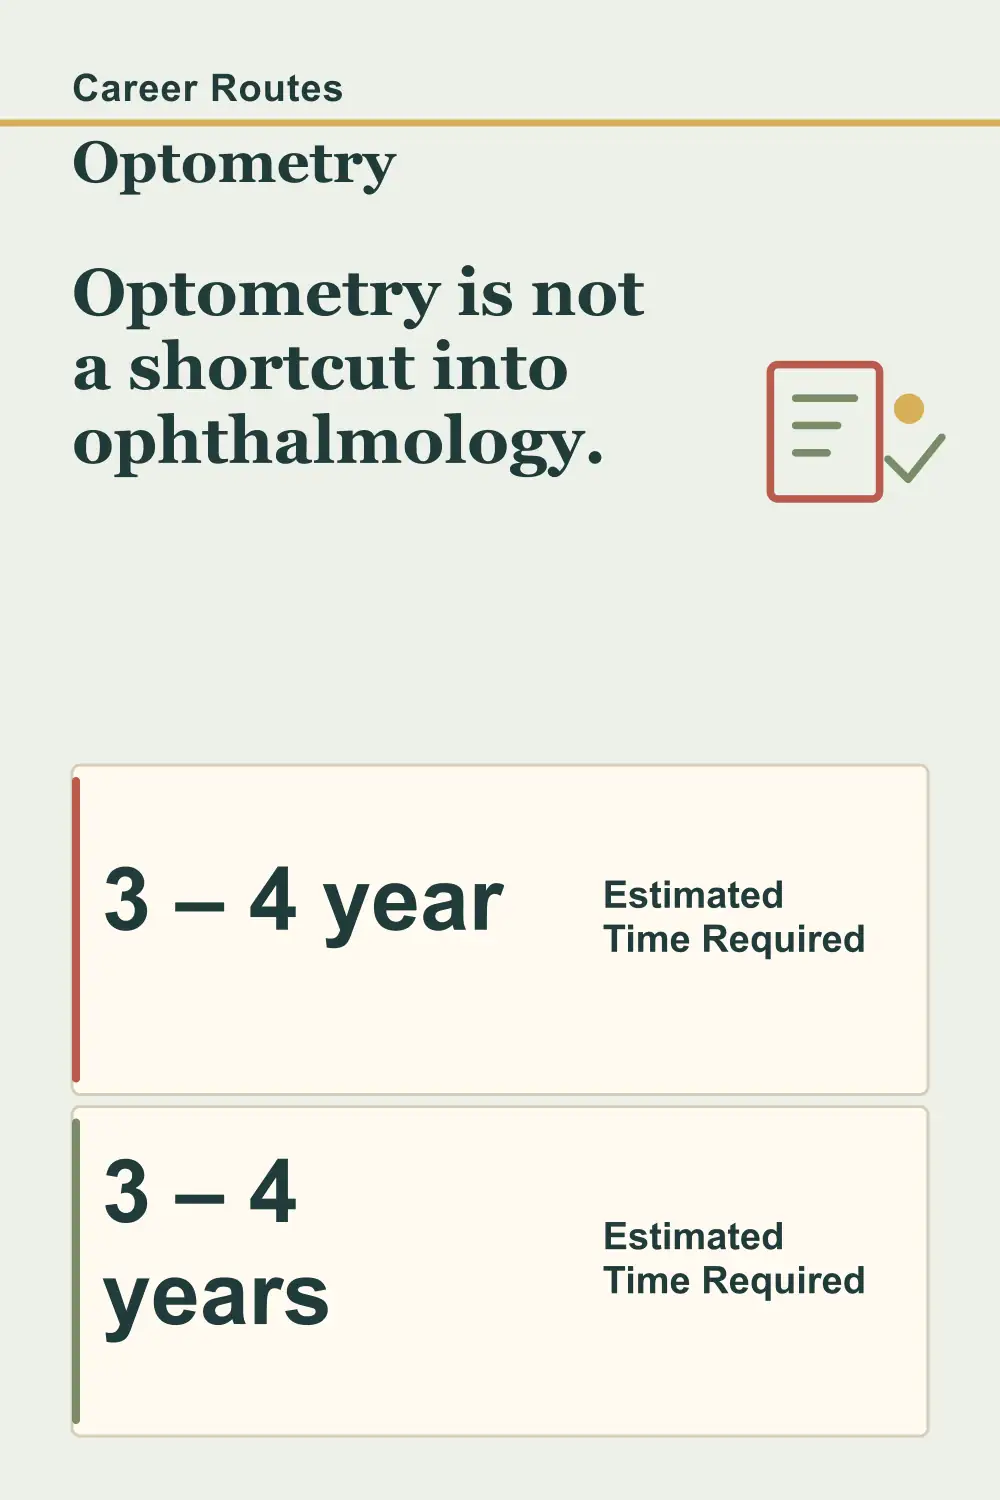 Career Routes
Optometry
Optometry is not
a shortcut into
ophthalmology.
3 – 4 year
Estimated
Time Required
3 – 4
years
Estimated
Time Required